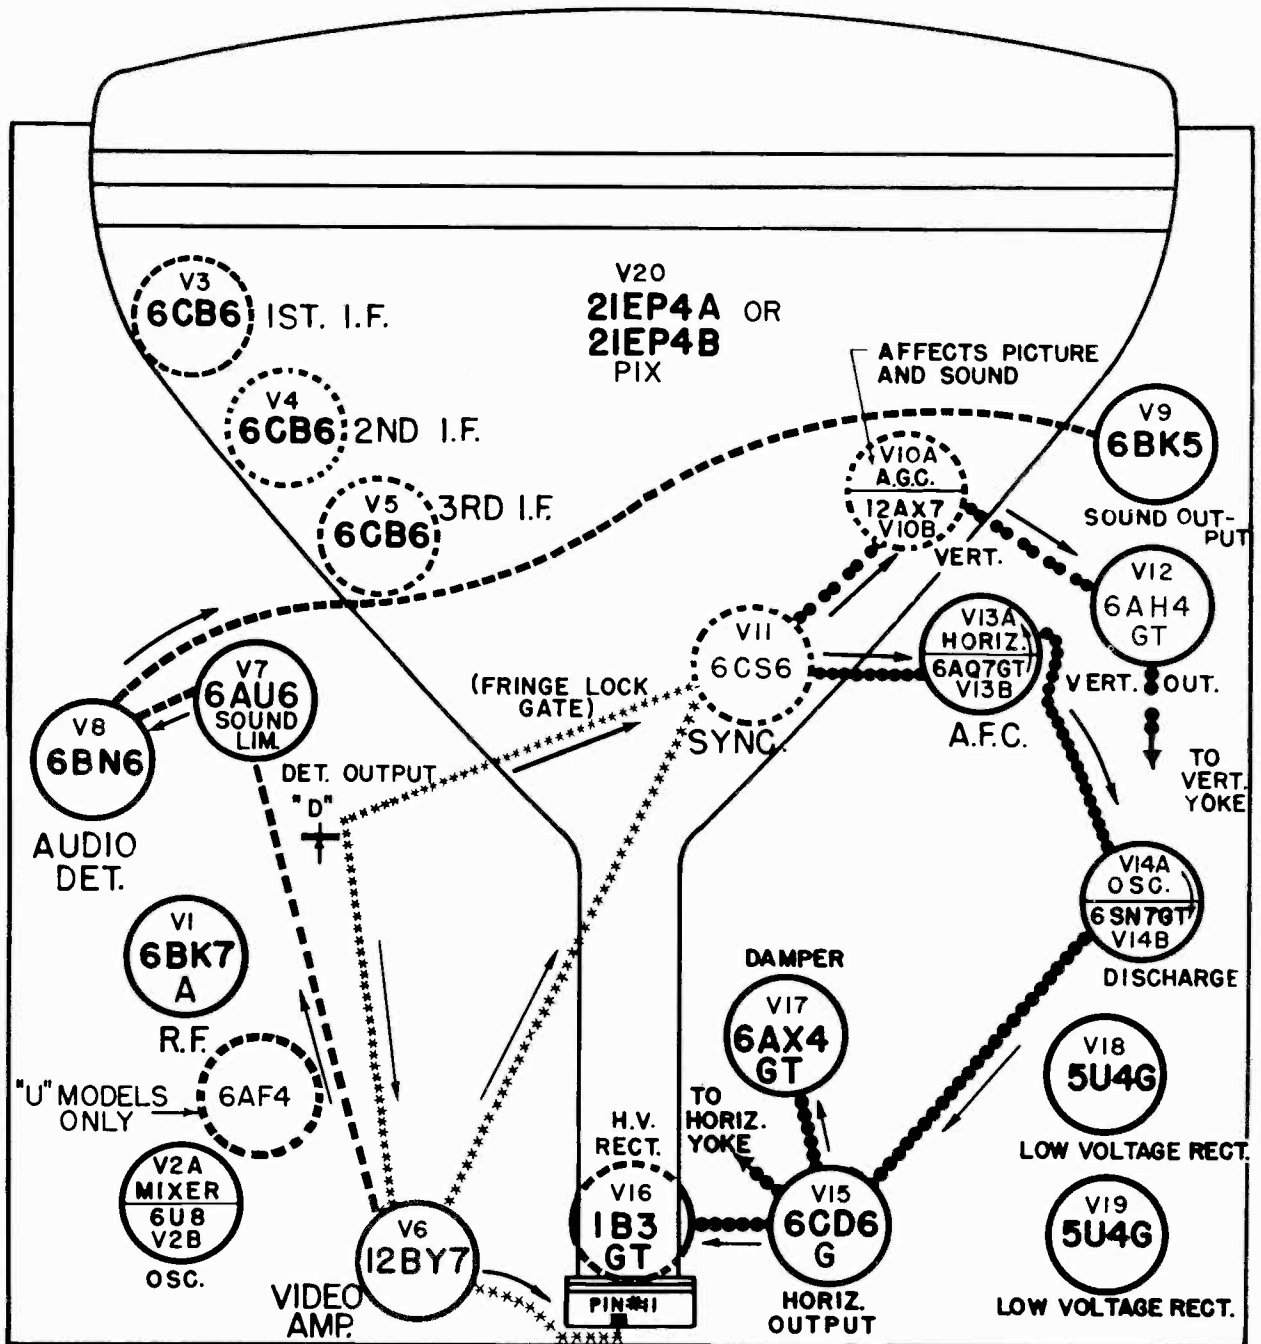 V3
6CB6 1ST. I.F.
V20
21EP4A OR
21EP4B
PIX
AFFECTS PICTURE
AND SOUND
V4
6CB6 2ND I.F.
V9
6BK5
SOUND OUT-
PUT
V10A
A.G.C.
12AX7
V10B
VERT.
V5
6CB6 3RD I.F.
V12
6AH4
GT
VERT. OUT.
TO
VERT.
YOKE
V11
6CS6
SYNC.
V13A
HORIZ.
6AQ7GT
V13B
A.F.C.
(FRINGE LOCK
GATE)
V7
6AU6
SOUND
LIM.
V8
6BN6
AUDIO
DET.
DET. OUTPUT
"D"
V14A
OSC.
6SN7GT
V14B
DISCHARGE
V1
6BK7
A
R.F.
DAMPER
V17
6AX4
GT
"U" MODELS
ONLY
6AF4
V18
5U4G
LOW VOLTAGE RECT.
TO
HORIZ.
YOKE
H.V.
RECT.
V16
1B3
GT
V2A
MIXER
6U8
V2B
OSC.
V15
6CD6
G
HORIZ.
OUTPUT
V19
5U4G
LOW VOLTAGE RECT.
V6
12BY7
VIDEO
AMP.
PIN#11